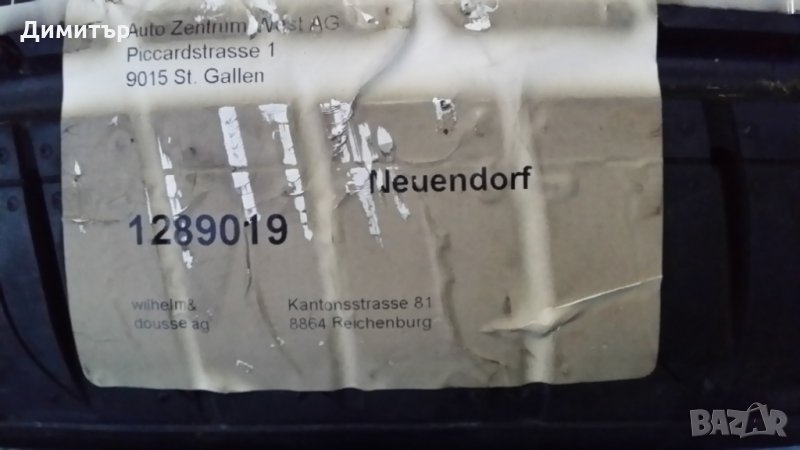 Димитър
Auto Zentrum West AG
Piccardstrasse 1
9015 St. Gallen
Neuendorf
1289019
wilhelm& Kantonsstrasse 81
dousse ag 8864 Reichenburg
BAZAR